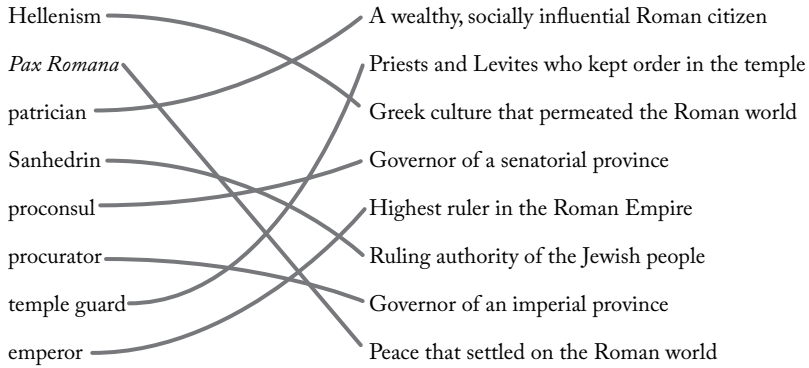 Hellenism A wealthy, socially influential Roman citizen
Pax Romana Priests and Levites who kept order in the temple
patrician Greek culture that permeated the Roman world
Sanhedrin Governor of a senatorial province
proconsul Highest ruler in the Roman Empire
procurator Ruling authority of the Jewish people
temple guard Governor of an imperial province
emperor Peace that settled on the Roman world